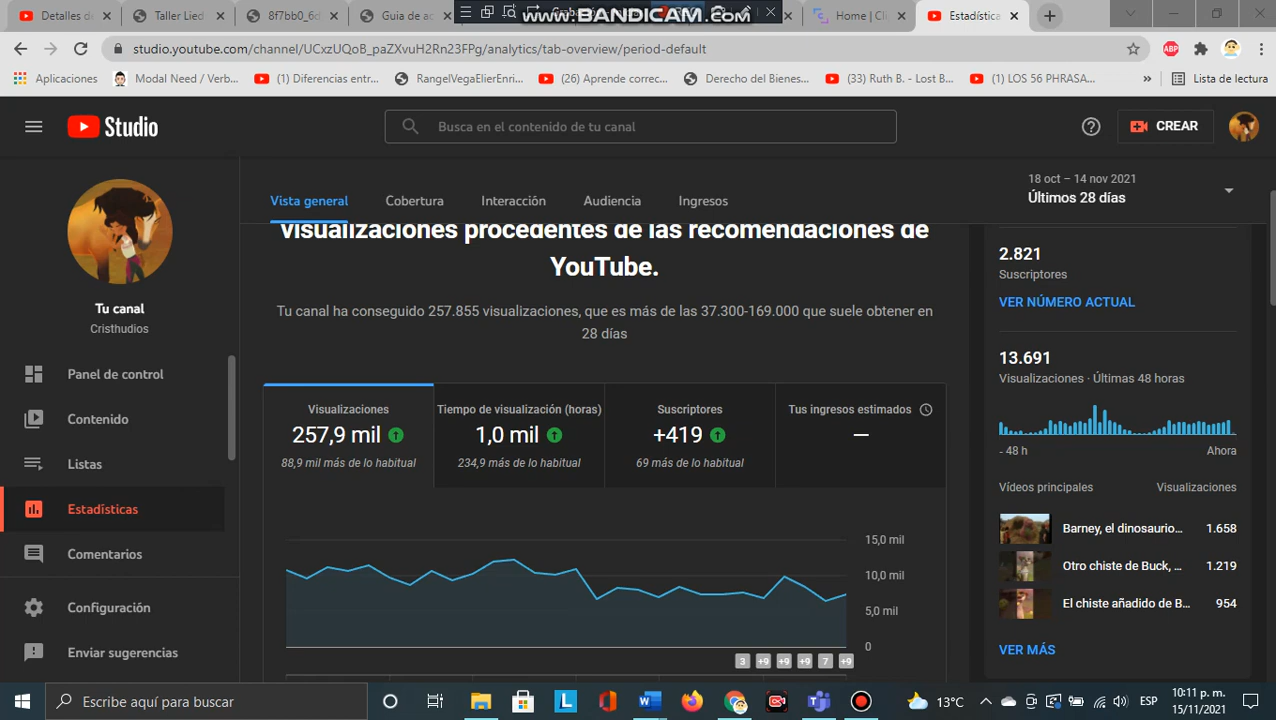 Detalles de
Taller Lied
8f7bb0_6d
Guía de ac
www.BANDICAM.com
Home | Cli
Estadística
studio.youtube.com/channel/UCxzUQoB_paZXvuH2Rn23FPg/analytics/tab-overview/period-default
ABP
Aplicaciones
Modal Need / Verb...
(1) Diferencias entr...
RangelVegaElierEnri...
(26) Aprende correc...
Derecho del Bienes...
(33) Ruth B. - Lost B...
(1) LOS 56 PHRASA...
»
Lista de lectura
Studio
Busca en el contenido de tu canal
CREAR
Tu canal
Cristhudios
Panel de control
Contenido
Listas
Estadísticas
Comentarios
Configuración
Enviar sugerencias
Vista general
Cobertura
Interacción
Audiencia
Ingresos
18 oct – 14 nov 2021
Últimos 28 días
visualizaciones procedentes de las recomendaciones de
YouTube.
Tu canal ha conseguido 257.855 visualizaciones, que es más de las 37.300-169.000 que suele obtener en
28 días
Visualizaciones
257,9 mil
88,9 mil más de lo habitual
Tiempo de visualización (horas)
1,0 mil
234,9 más de lo habitual
Suscriptores
+419
69 más de lo habitual
Tus ingresos estimados
—
15,0 mil
10,0 mil
5,0 mil
0
3
+9
+9
+9
7
+9
2.821
Suscriptores
VER NÚMERO ACTUAL
13.691
Visualizaciones · Últimas 48 horas
- 48 h
Ahora
Vídeos principales
Visualizaciones
Barney, el dinosaurio...
1.658
Otro chiste de Buck, ...
1.219
El chiste añadido de B...
954
VER MÁS
Escribe aquí para buscar
13°C
ESP
10:11 p. m.
15/11/2021